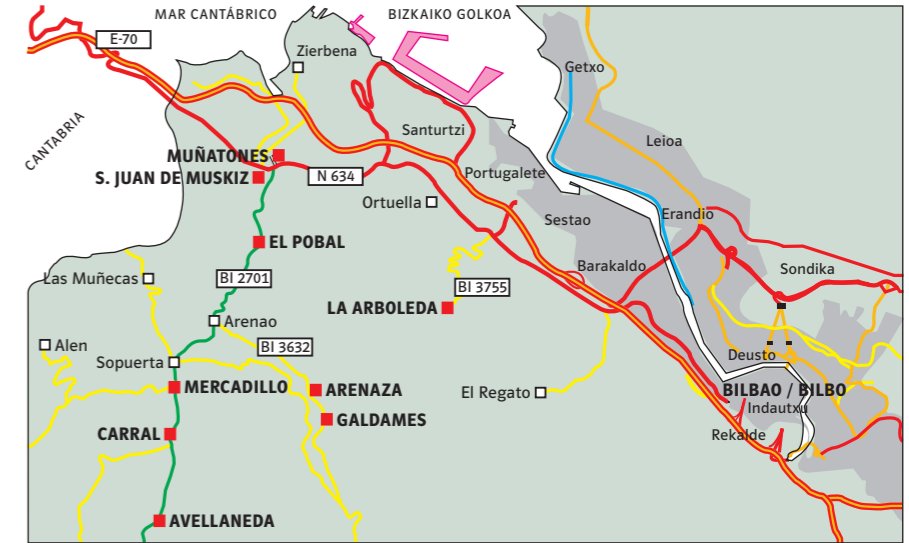 MAR CANTÁBRICO
BIZKAIKO GOLKOA
E-70
Zierbena
Getxo
CANTABRIA
Santurtzi
Leioa
MUÑATONES
S. JUAN DE MUSKIZ
N 634
Portugalete
Ortuella
Sestao
Erandio
EL POBAL
Barakaldo
Sondika
Las Muñecas
BI 2701
BI 3755
LA ARBOLEDA
Arenao
Alen
BI 3632
Sopuerta
Deusto
MERCADILLO
ARENAZA
El Regato
BILBAO / BILBO
Indautxu
GALDAMES
CARRAL
Rekalde
AVELLANEDA